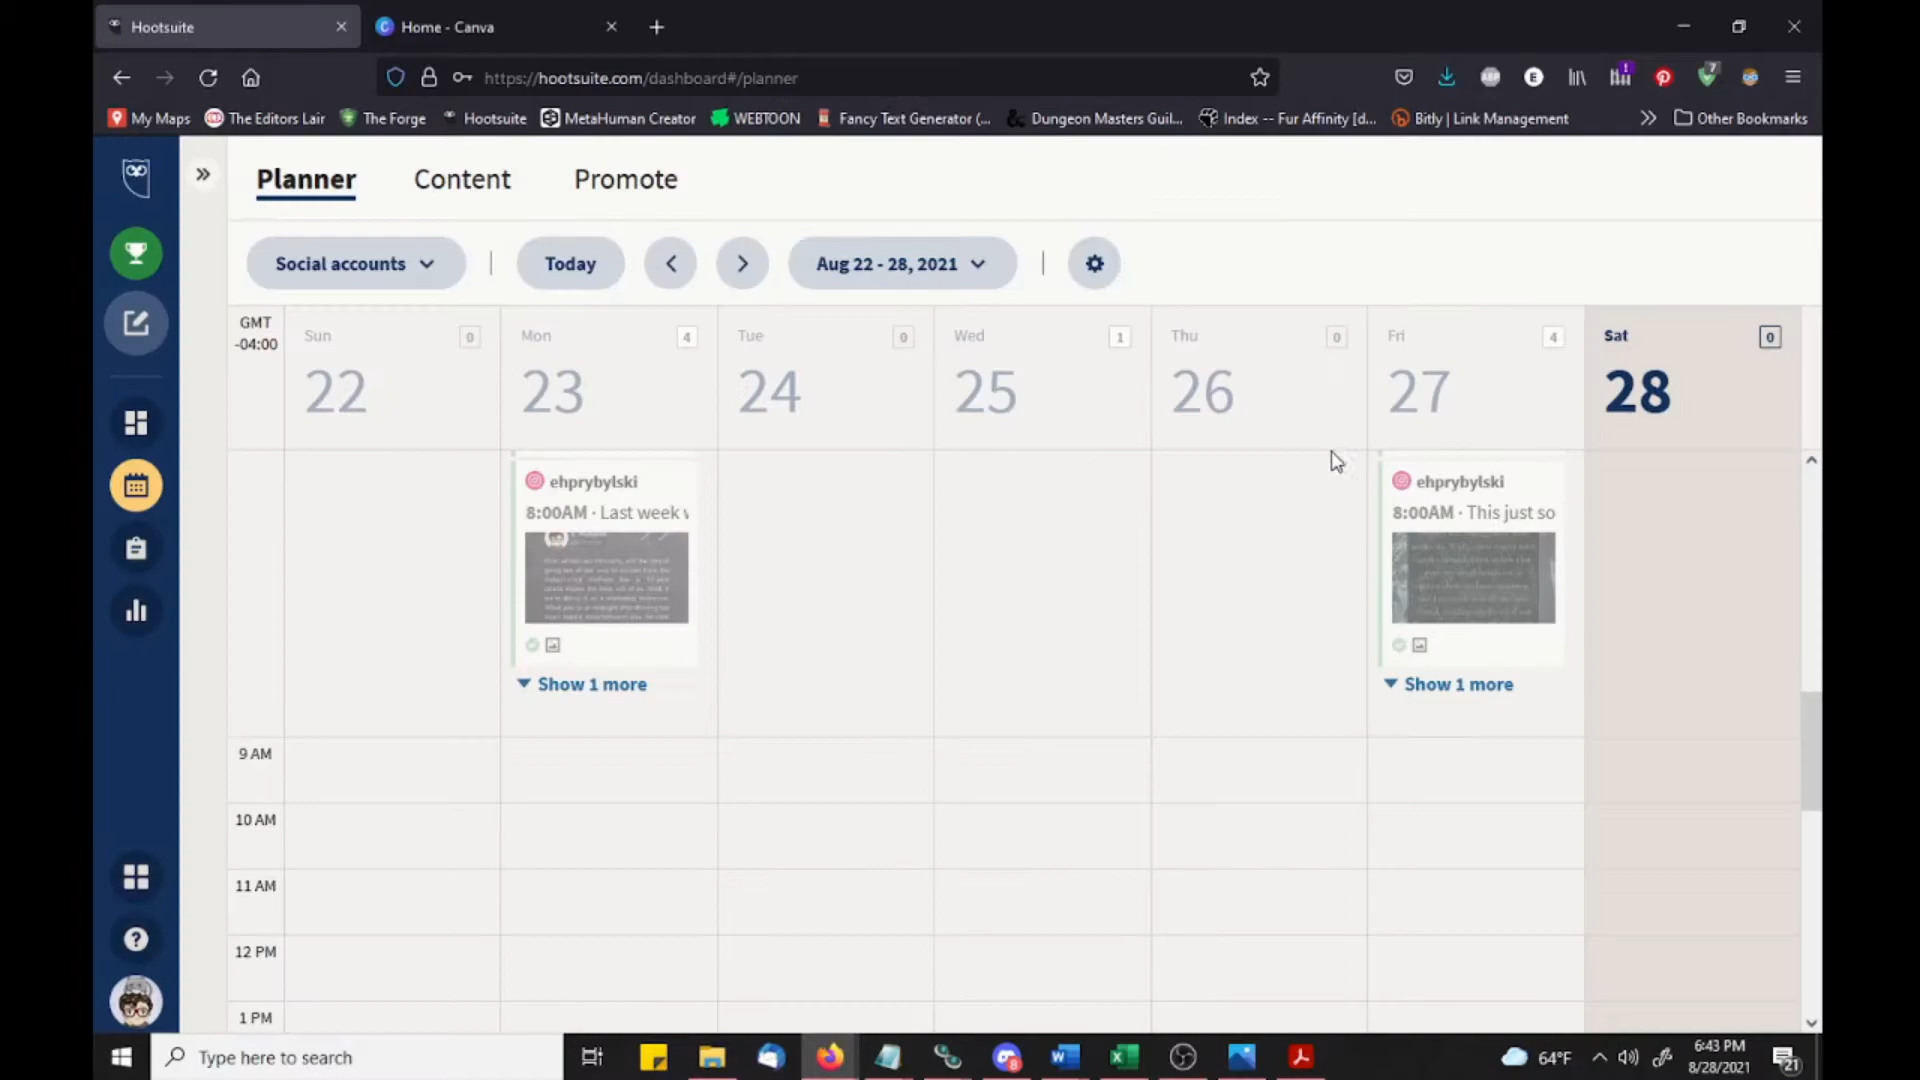 Hootsuite
Home - Canva
https://hootsuite.com/dashboard#/planner
1
7
My Maps
The Editors Lair
The Forge
Hootsuite
MetaHuman Creator
WEBTOON
Fancy Text Generator (...
Dungeon Masters Guil...
Index -- Fur Affinity [d...
Bitly | Link Management
Other Bookmarks
Planner
Content
Promote
Social accounts
Today
Aug 22 - 28, 2021
GMT
-04:00
Sun 0
22
Mon 4
23
Tue 0
24
Wed 1
25
Thu 0
26
Fri 4
27
Sat 0
28
ehprybylski
8:00AM · Last week
Show 1 more
ehprybylski
8:00AM · This just so
Show 1 more
9 AM
10 AM
11 AM
12 PM
1 PM
Type here to search
8
64°F
6:43 PM
8/28/2021
21